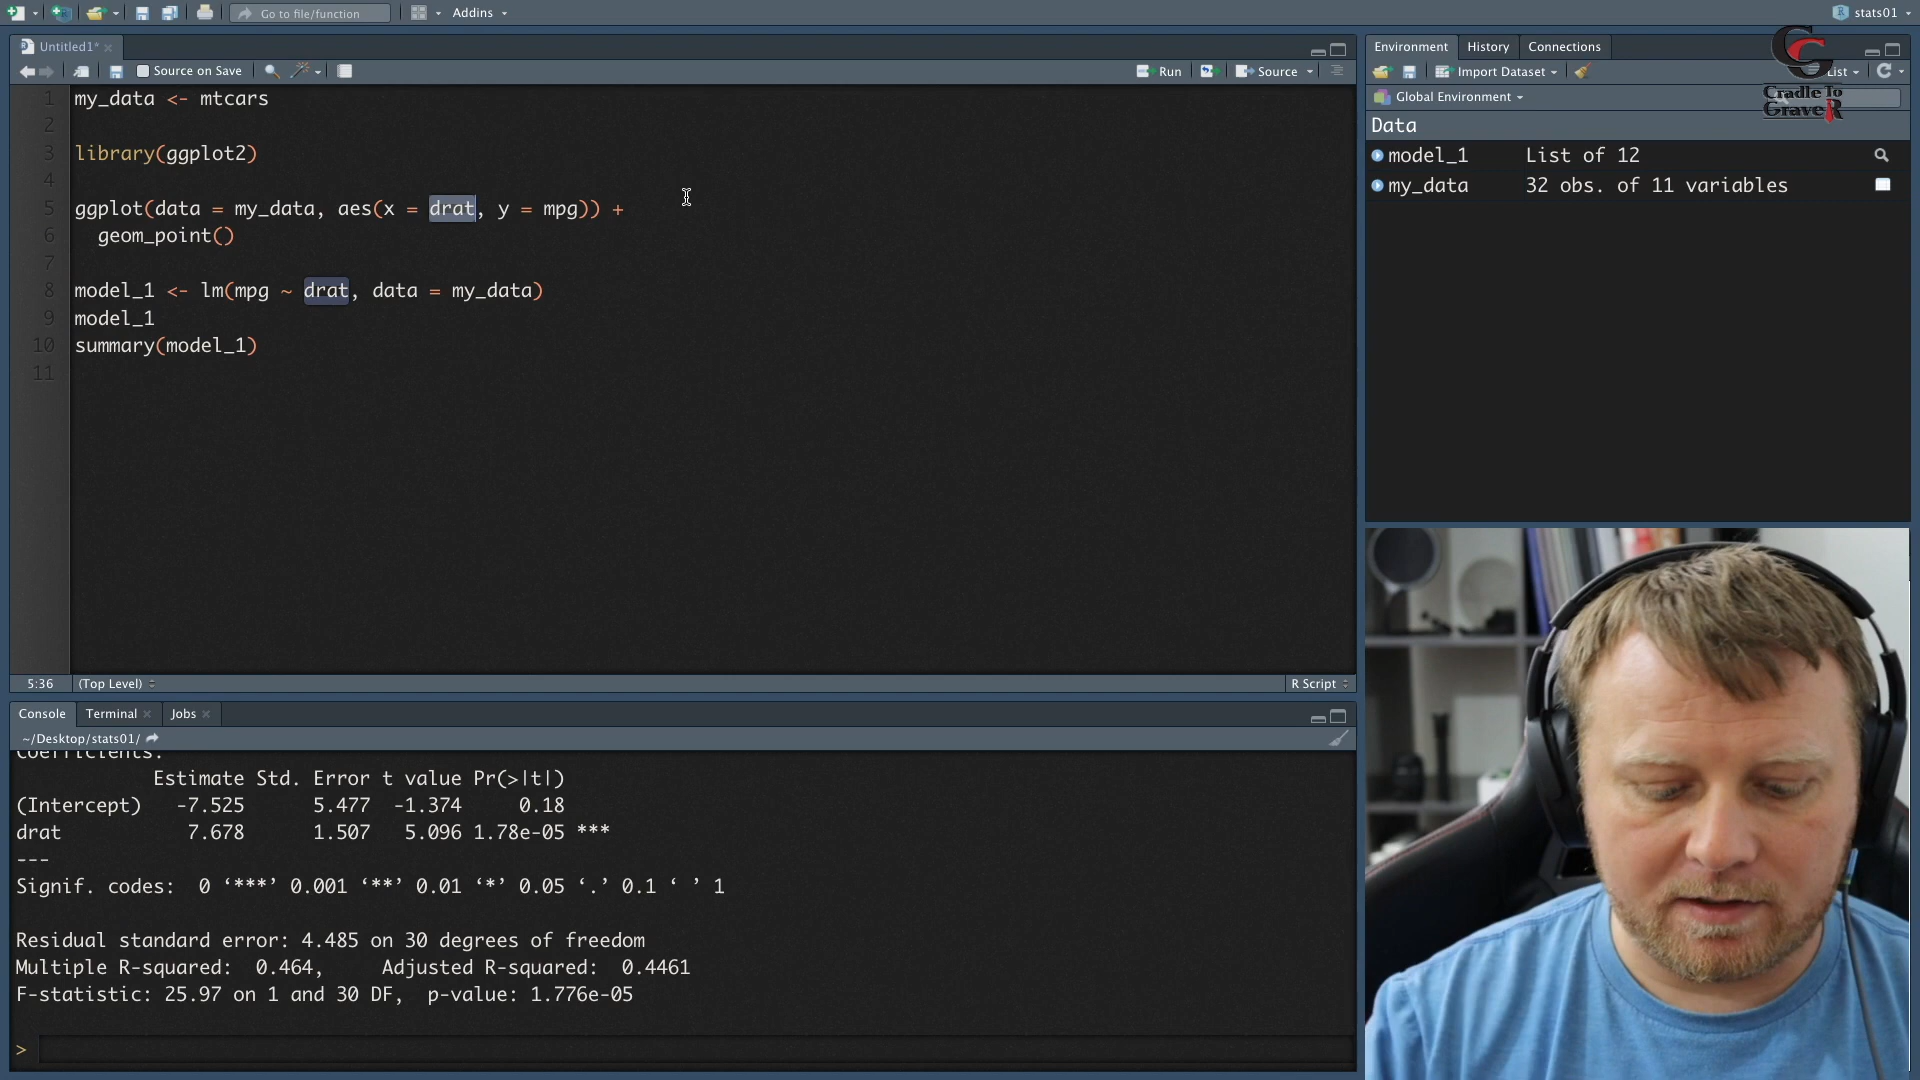 Go to file/function
Addins
stats01
Untitled1*
Source on Save
Run
Source
1 my_data <- mtcars
2
3 library(ggplot2)
4
5 ggplot(data = my_data, aes(x = drat, y = mpg)) +
6   geom_point()
7
8 model_1 <- lm(mpg ~ drat, data = my_data)
9 model_1
10 summary(model_1)
11
5:36 (Top Level)
R Script
Console Terminal Jobs
~/Desktop/stats01/
Coefficients:
Estimate Std. Error t value Pr(>|t|)
(Intercept) -7.525 5.477 -1.374 0.18
drat 7.678 1.507 5.096 1.78e-05 ***
---
Signif. codes:  0 ‘***’ 0.001 ‘**’ 0.01 ‘*’ 0.05 ‘.’ 0.1 ‘ ’ 1
Residual standard error: 4.485 on 30 degrees of freedom
Multiple R-squared:  0.464, Adjusted R-squared:  0.4461
F-statistic: 25.97 on 1 and 30 DF,  p-value: 1.776e-05
>
Environment History Connections
Import Dataset
List
Global Environment
Cradle To
GraveR
Data
model_1 List of 12
my_data 32 obs. of 11 variables